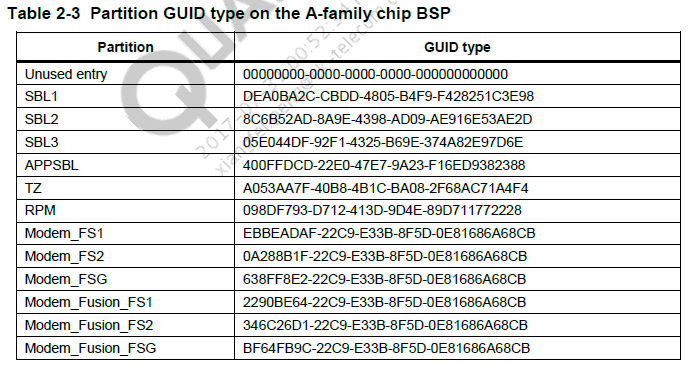 Table 2-3 Partition GUID type on the A-family chip BSP
Partition GUID type
Unused entry 00000000-0000-0000-0000-000000000000
SBL1 DEA0BA2C-CBDD-4805-B4F9-F428251C3E98
SBL2 8C6B52AD-8A9E-4398-AD09-AE916E53AE2D
SBL3 05E044DF-92F1-4325-B69E-374A82E97D6E
APPSBL 400FFDCD-22E0-47E7-9A23-F16ED9382388
TZ A053AA7F-40B8-4B1C-BA08-2F68AC71A4F4
RPM 098DF793-D712-413D-9D4E-89D711772228
Modem_FS1 EBBEADAF-22C9-E33B-8F5D-0E81686A68CB
Modem_FS2 0A288B1F-22C9-E33B-8F5D-0E81686A68CB
Modem_FSG 638FF8E2-22C9-E33B-8F5D-0E81686A68CB
Modem_Fusion_FS1 2290BE64-22C9-E33B-8F5D-0E81686A68CB
Modem_Fusion_FS2 346C26D1-22C9-E33B-8F5D-0E81686A68CB
Modem_Fusion_FSG BF64FB9C-22C9-E33B-8F5D-0E81686A68CB